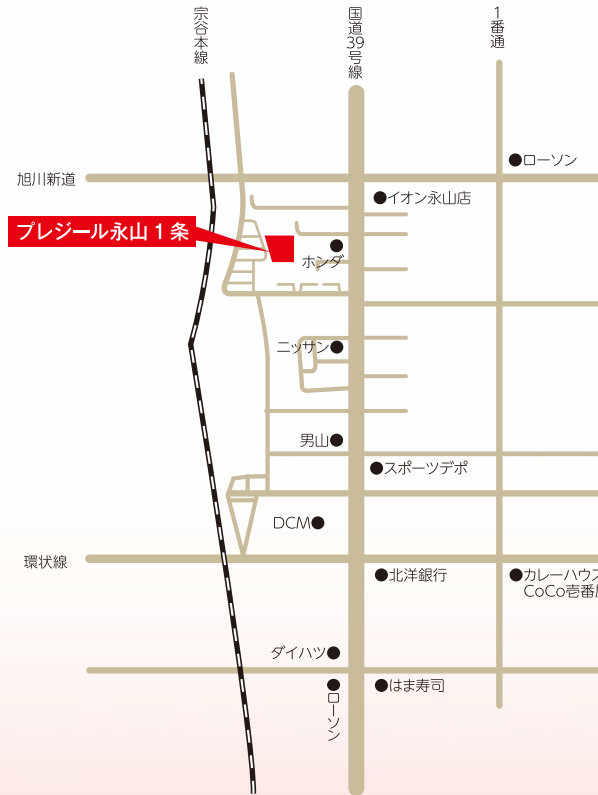 宗谷本線
国道39号線
1番通
ローソン
旭川新道
イオン永山店
プレジール永山1条
ホンダ
ニッサン
男山
スポーツデポ
DCM
環状線
北洋銀行
カレーハウス
CoCo壱番
ダイハツ
はま寿司
ローソン